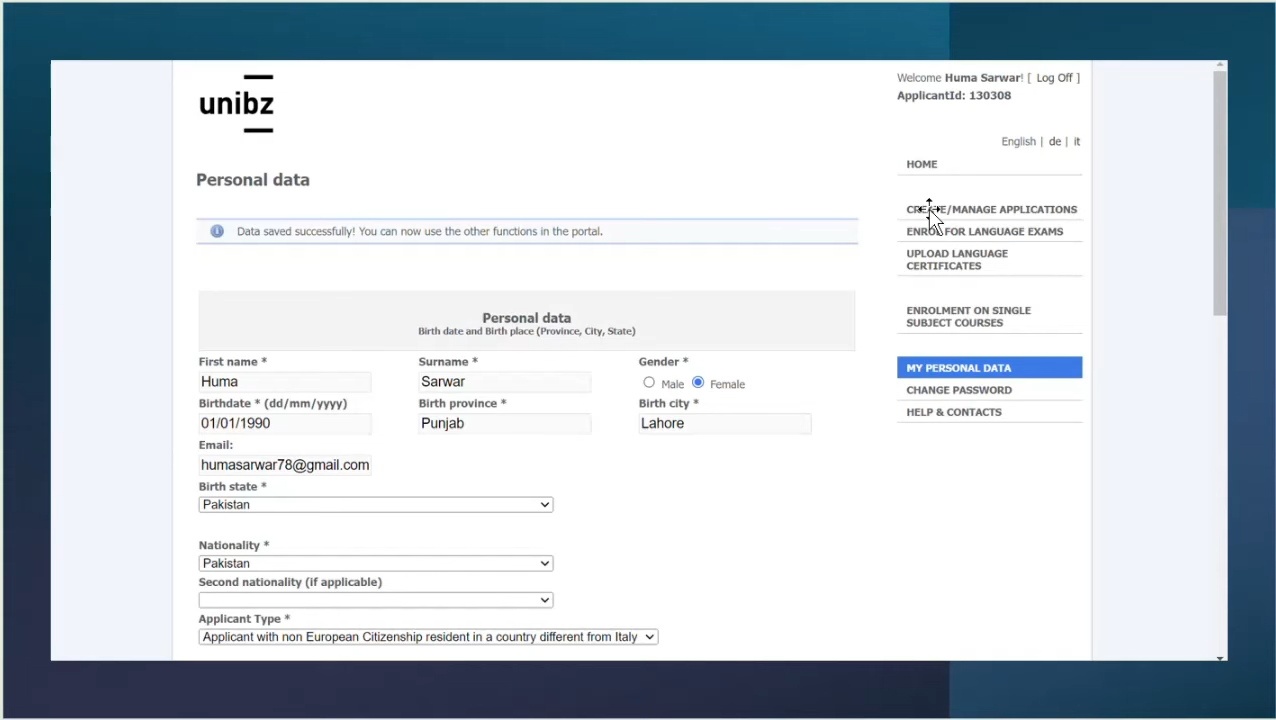 unibz
Welcome Huma Sarwar! [ Log Off ]
ApplicantId: 130308
English | de | it
HOME
CREATE/MANAGE APPLICATIONS
ENROL FOR LANGUAGE EXAMS
UPLOAD LANGUAGE
CERTIFICATES
ENROLMENT ON SINGLE
SUBJECT COURSES
MY PERSONAL DATA
CHANGE PASSWORD
HELP & CONTACTS
Personal data
Data saved successfully! You can now use the other functions in the portal.
Personal data
Birth date and Birth place (Province, City, State)
First name * Surname * Gender *
Huma Sarwar Male Female
Birthdate * (dd/mm/yyyy) Birth province * Birth city *
01/01/1990 Punjab Lahore
Email:
humasarwar78@gmail.com
Birth state *
Pakistan
Nationality *
Pakistan
Second nationality (if applicable)
Applicant Type *
Applicant with non European Citizenship resident in a country different from Italy